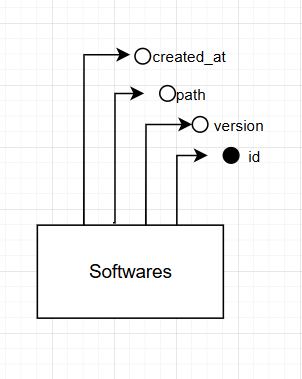 created_at
path
version
id
Softwares